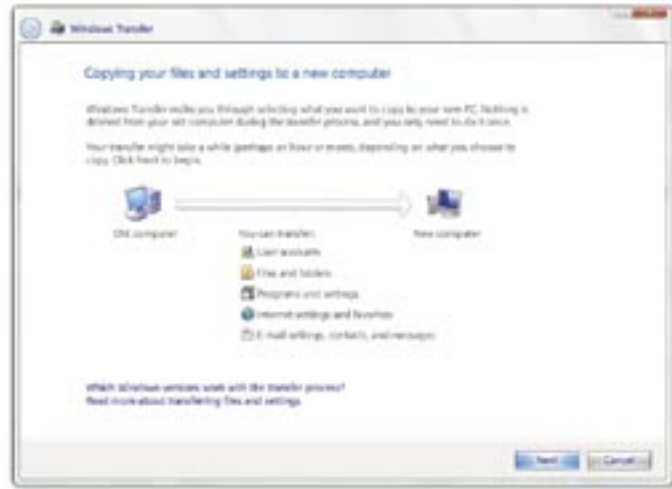 Windows Transfer
Copying your files and settings to a new computer
Windows Transfer walks you through selecting what you want to copy to your new PC. Nothing is
deleted from your old computer during the transfer process, and you only need to do it once.
Your transfer might take a while (perhaps an hour or more), depending on what you choose to
copy. Click Next to begin.
Old computer
You can transfer:
New computer
User accounts
Files and folders
Programs and settings
Internet settings and favorites
E-mail settings, contacts, and messages
Which Windows versions work with the transfer process?
Read more about transferring files and settings.
Next
Cancel